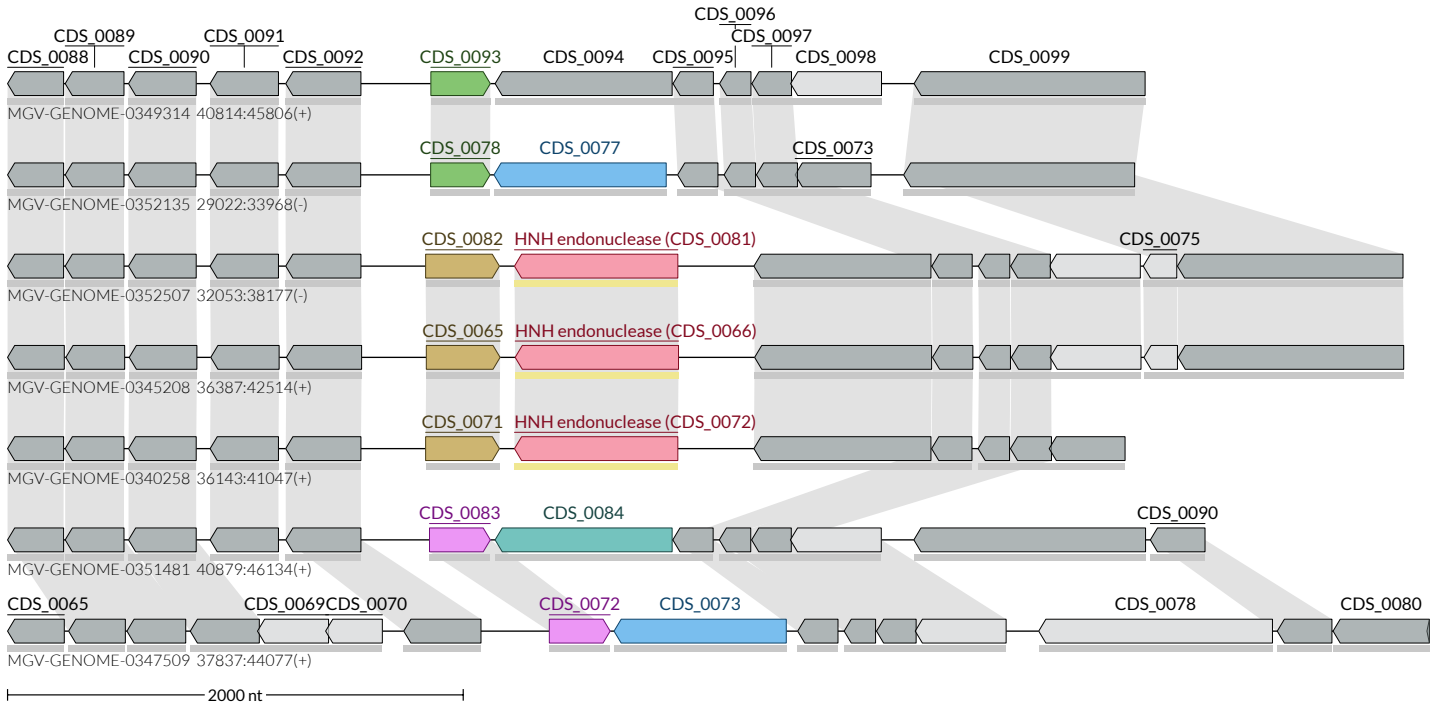 CDS_0096
CDS_0089 CDS_0091 CDS_0097
CDS_0088 CDS_0090 CDS_0092 CDS_0093 CDS_0094 CDS_0095 CDS_0098 CDS_0099
MGV-GENOME-0349314 40814:45806(+)
CDS_0078 CDS_0077 CDS_0073
MGV-GENOME-0352135 29022:33968(-)
CDS_0082 HNH endonuclease (CDS_0081) CDS_0075
MGV-GENOME-0352507 32053:38177(-)
CDS_0065 HNH endonuclease (CDS_0066)
MGV-GENOME-0345208 36387:42514(+)
CDS_0071 HNH endonuclease (CDS_0072)
MGV-GENOME-0340258 36143:41047(+)
CDS_0083 CDS_0084 CDS_0090
MGV-GENOME-0351481 40879:46134(+)
CDS_0065 CDS_0069 CDS_0070 CDS_0072 CDS_0073 CDS_0078 CDS_0080
MGV-GENOME-0347509 37837:44077(+)
2000 nt